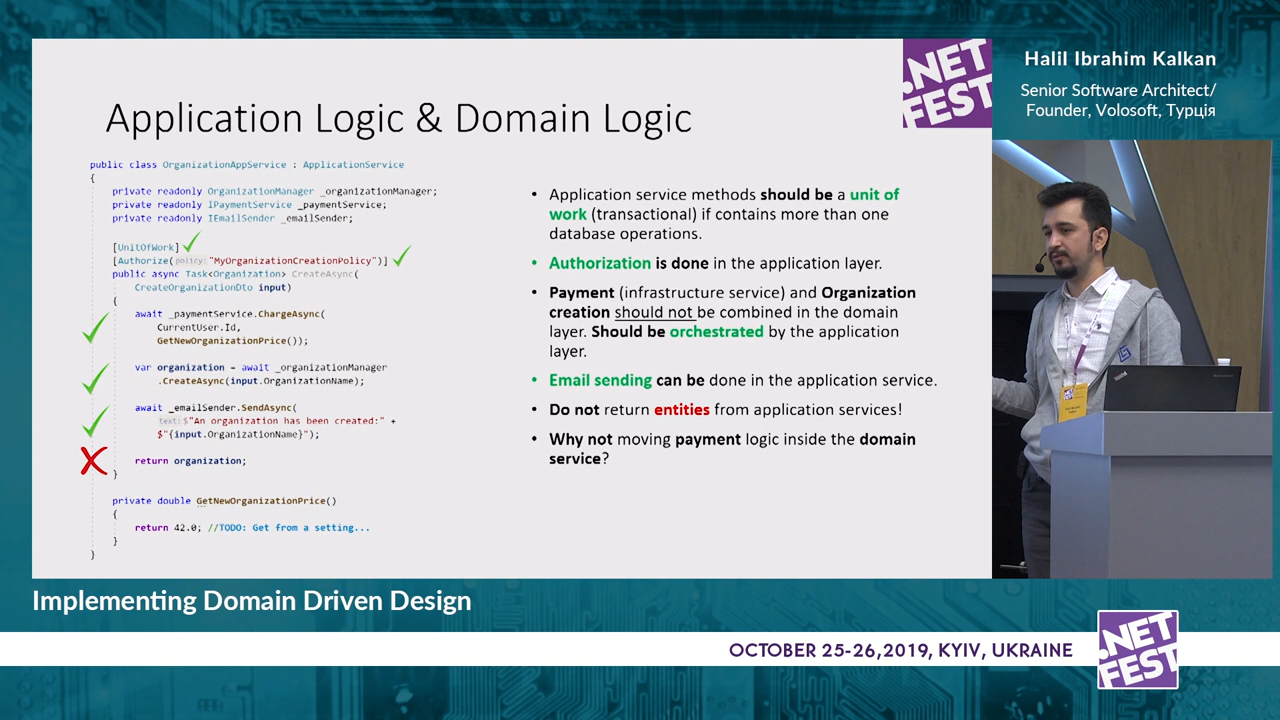 .NET
FEST
Halil Ibrahim Kalkan
Senior Software Architect/
Founder, Volosoft, Турція
Application Logic & Domain Logic
public class OrganizationAppService : ApplicationService
{
private readonly OrganizationManager _organizationManager;
private readonly IPaymentService _paymentService;
private readonly IEmailSender _emailSender;
[UnitOfWork]
[Authorize(policy:"MyOrganizationCreationPolicy")]
public async Task<Organization> CreateAsync(
CreateOrganizationDto input)
{
await _paymentService.ChargeAsync(
CurrentUser.Id,
GetNewOrganizationPrice());
var organization = await _organizationManager
.CreateAsync(input.OrganizationName);
await _emailSender.SendAsync(
text:$"An organization has been created:" +
$"{input.OrganizationName}");
return organization;
}
private double GetNewOrganizationPrice()
{
return 42.0; //TODO: Get from a setting...
}
}
• Application service methods should be a unit of
work (transactional) if contains more than one
database operations.
• Authorization is done in the application layer.
• Payment (infrastructure service) and Organization
creation should not be combined in the domain
layer. Should be orchestrated by the application
layer.
• Email sending can be done in the application service.
• Do not return entities from application services!
• Why not moving payment logic inside the domain
service?
Implementing Domain Driven Design
OCTOBER 25-26,2019, KYIV, UKRAINE
.NET
FEST